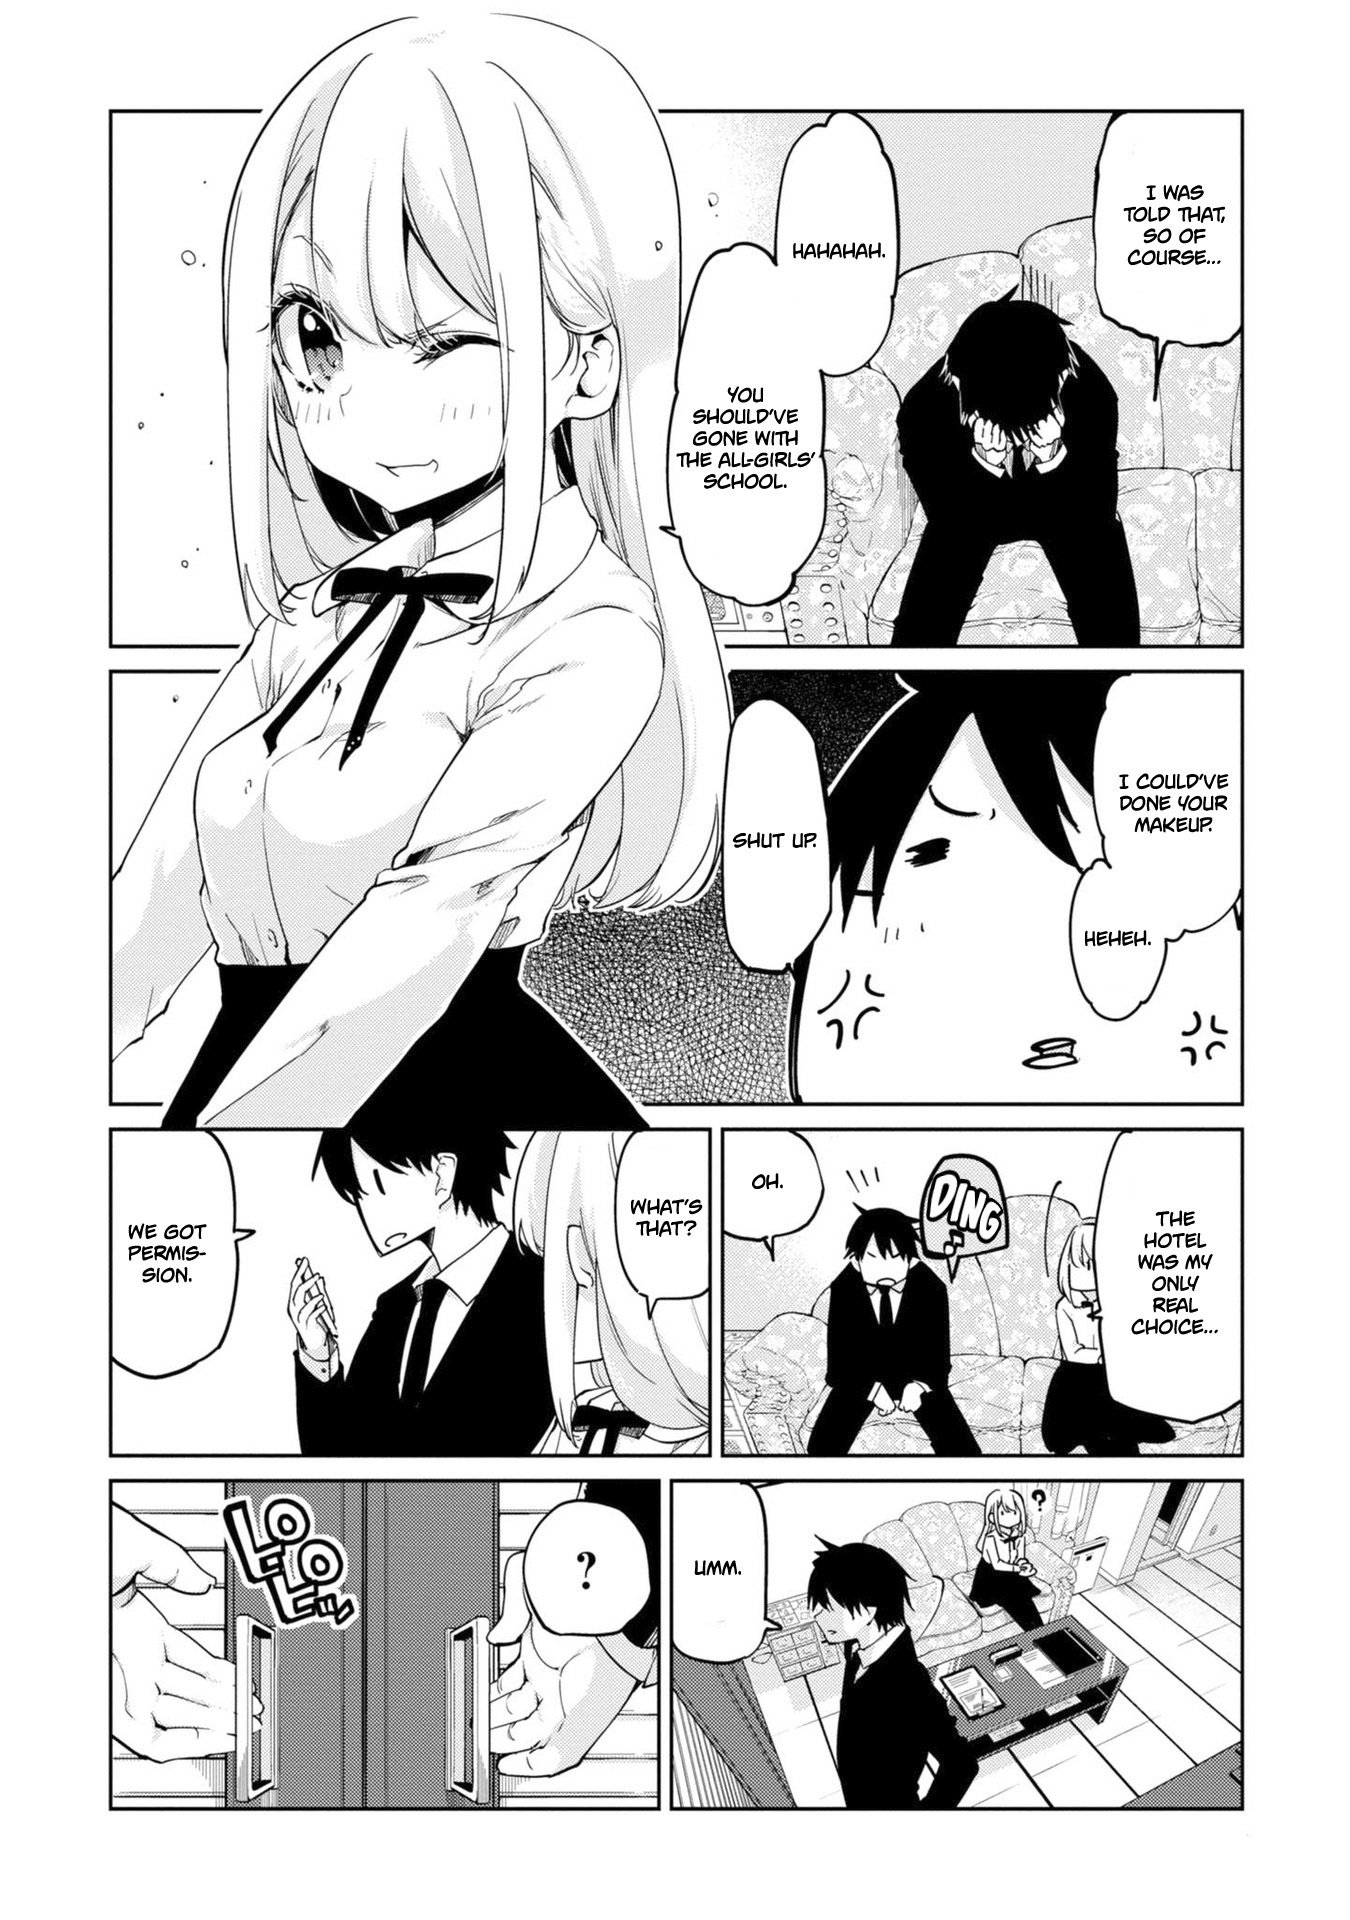 I WAS
TOLD THAT,
SO OF
COURSE...
HAHAHAH.
YOU
SHOULD'VE
GONE WITH
THE ALL-GIRLS'
SCHOOL.
I COULD'VE
DONE YOUR
MAKEUP.
HEHEH.
SHUT UP.
THE
HOTEL
WAS MY
ONLY
REAL
CHOICE...
DING
OH.
WHAT'S
THAT?
WE GOT
PERMIS-
SION.
?
UMM.
?